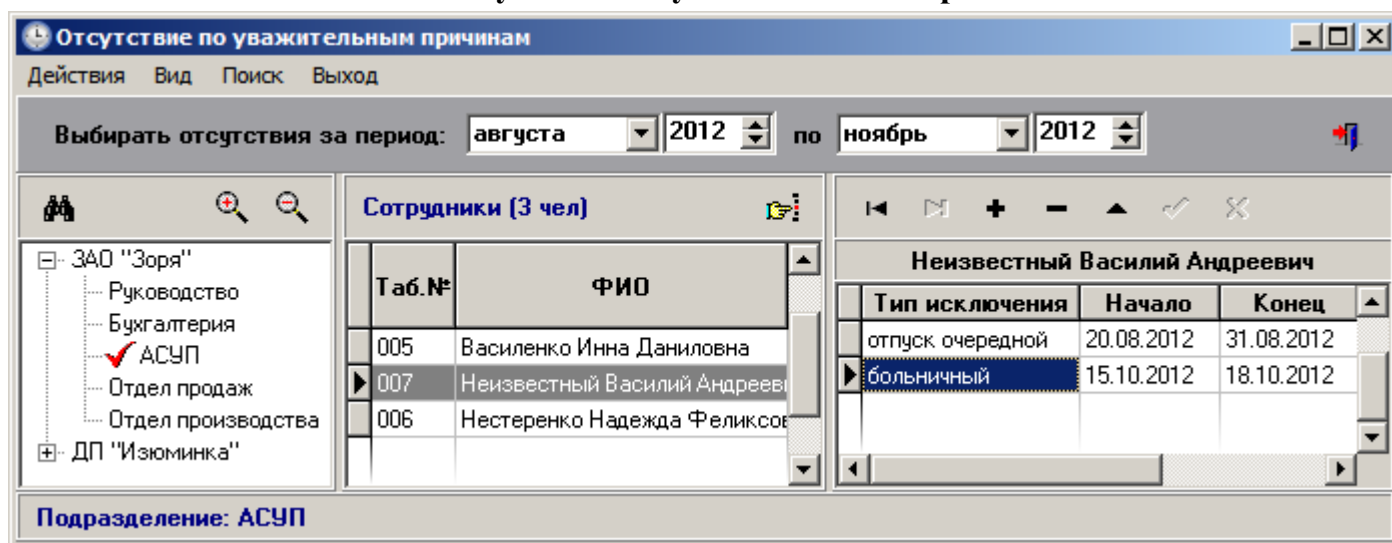 Отсутствие по уважительным причинам
Действия Вид Поиск Выход
Выбирать отсутствия за период: августа 2012 по ноябрь 2012
Сотрудники (3 чел)
ЗАО "Зоря"
Руководство
Бухгалтерия
АСУП
Отдел продаж
Отдел производства
ДП "Изюминка"
Таб.№ ФИО
005 Василенко Инна Даниловна
007 Неизвестный Василий Андрееви
006 Нестеренко Надежда Феликсов
Неизвестный Василий Андреевич
Тип исключения Начало Конец
отпуск очередной 20.08.2012 31.08.2012
больничный 15.10.2012 18.10.2012
Подразделение: АСУП